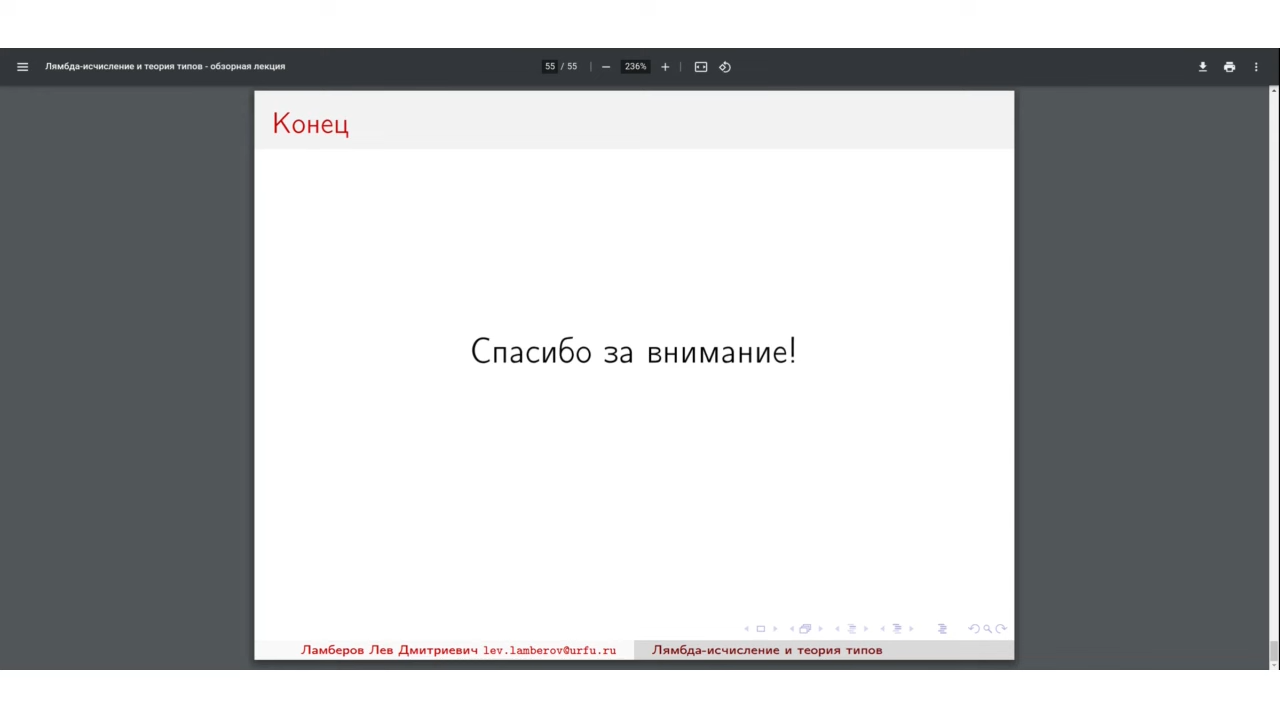 Лямбда-исчисление и теория типов - обзорная лекция
55 / 55
236%
Конец
Спасибо за внимание!
Ламберов Лев Дмитриевич lev.lamberov@urfu.ru
Лямбда-исчисление и теория типов